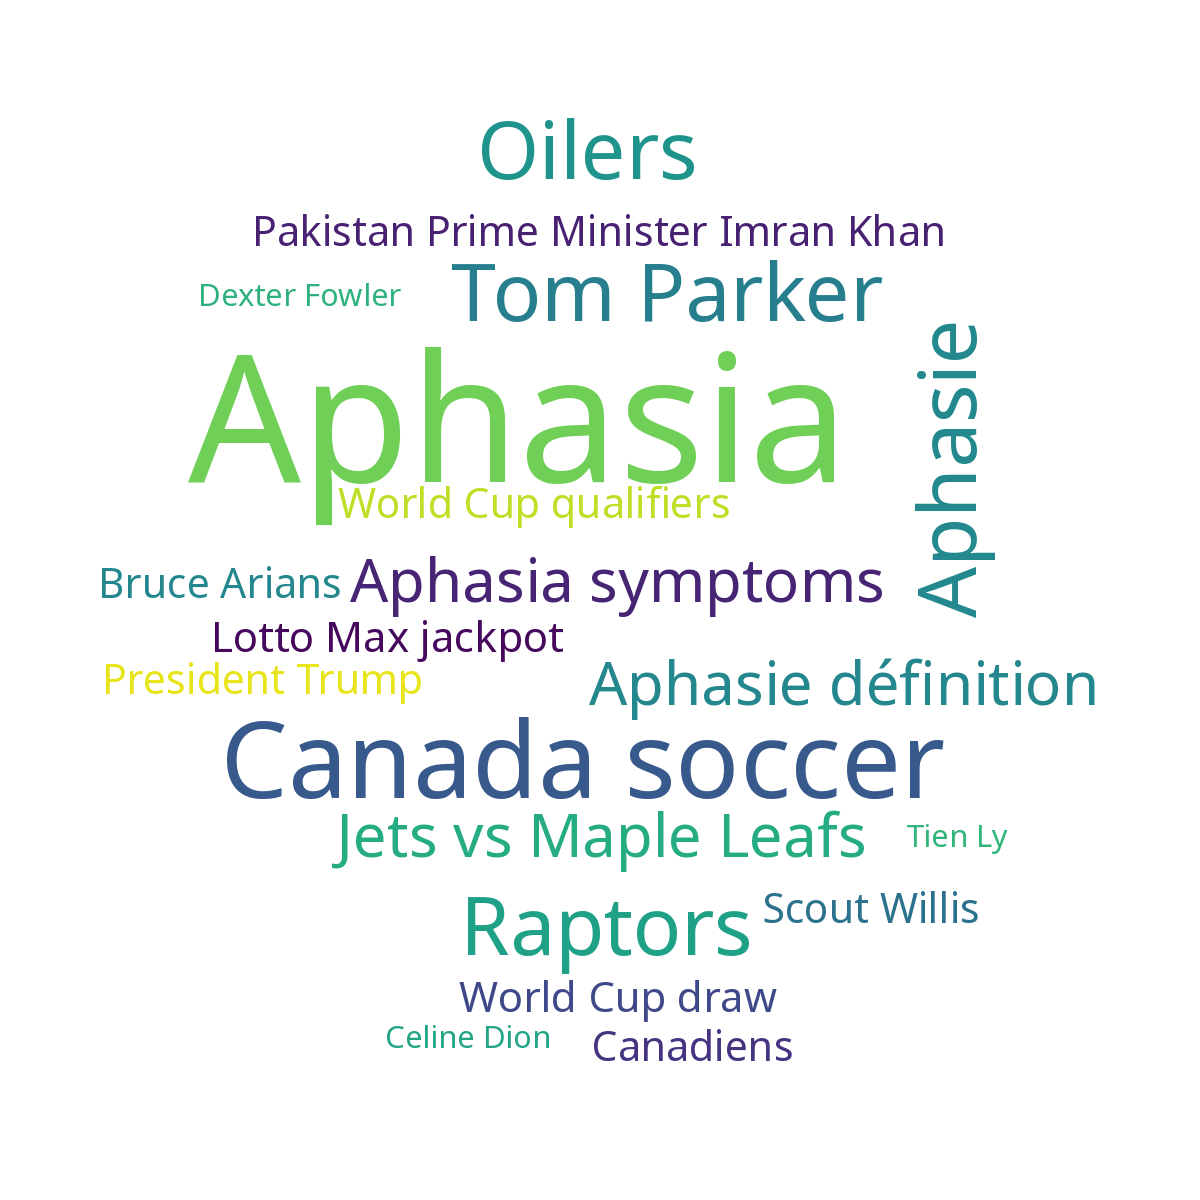 Oilers
Pakistan Prime Minister Imran Khan
Dexter Fowler
Tom Parker
Aphasia
Aphasie
World Cup qualifiers
Bruce Arians
Aphasia symptoms
Lotto Max jackpot
President Trump
Aphasie définition
Canada soccer
Jets vs Maple Leafs
Tien Ly
Raptors
Scout Willis
World Cup draw
Celine Dion
Canadiens